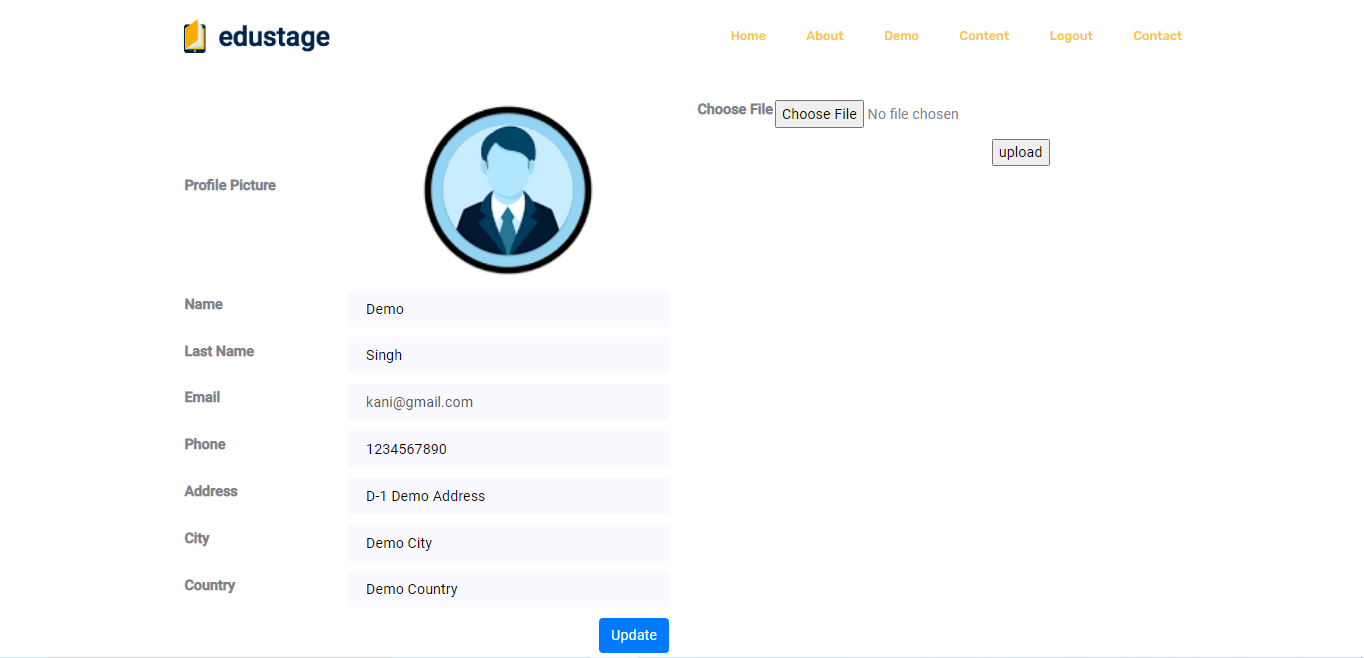 edustage Home About Demo Content Logout Contact
Choose File Choose File No file chosen
upload
Profile Picture
Name Demo
Last Name Singh
Email kani@gmail.com
Phone 1234567890
Address D-1 Demo Address
City Demo City
Country Demo Country
Update